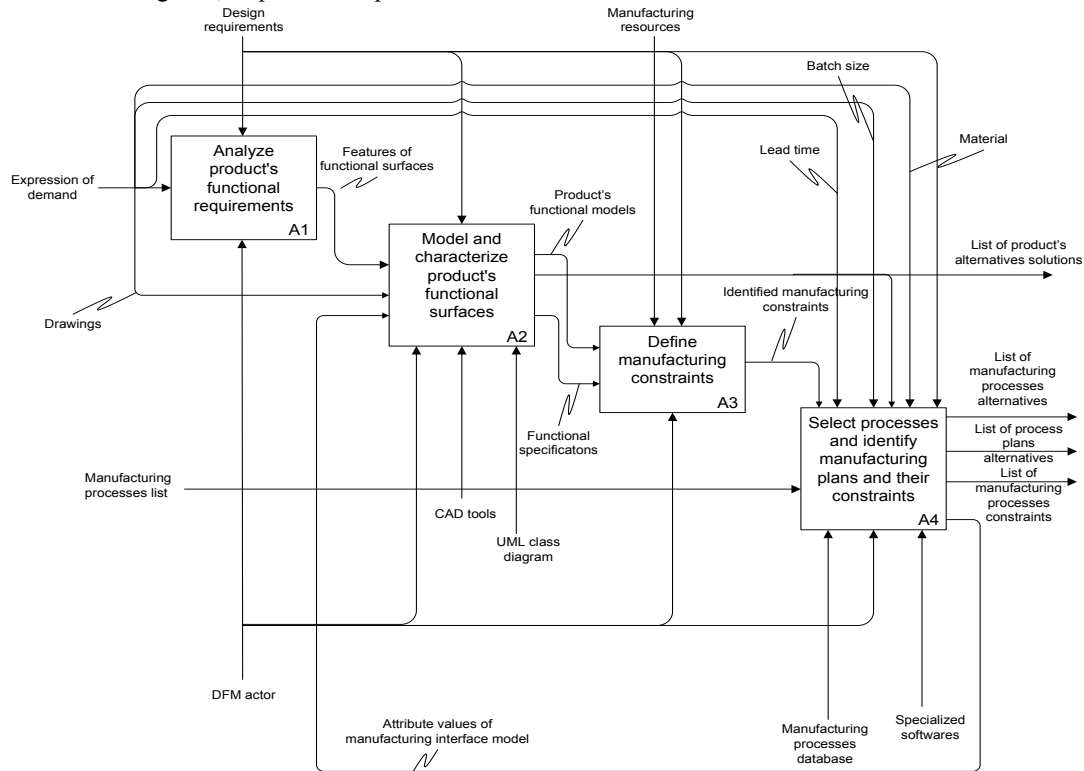 Design
requirements
Manufacturing
resources
Batch size
Analyze
product's
functional
requirements
A1
Features of
functional surfaces
Lead time
Material
Expression of
demand
Product's
functional models
Model and
characterize
product's
functional
surfaces
A2
List of product's
alternatives solutions
Identified manufacturing
constraints
Drawings
Define
manufacturing
constraints
A3
List of
manufacturing
processes
alternatives
Functional
specificatons
Select processes
and identify
manufacturing
plans and their
constraints
A4
List of process
plans
alternatives
List of
manufacturing
processes
constraints
Manufacturing
processes list
CAD tools
UML class
diagram
DFM actor
Attribute values of
manufacturing interface model
Manufacturing
processes
database
Specialized
softwares